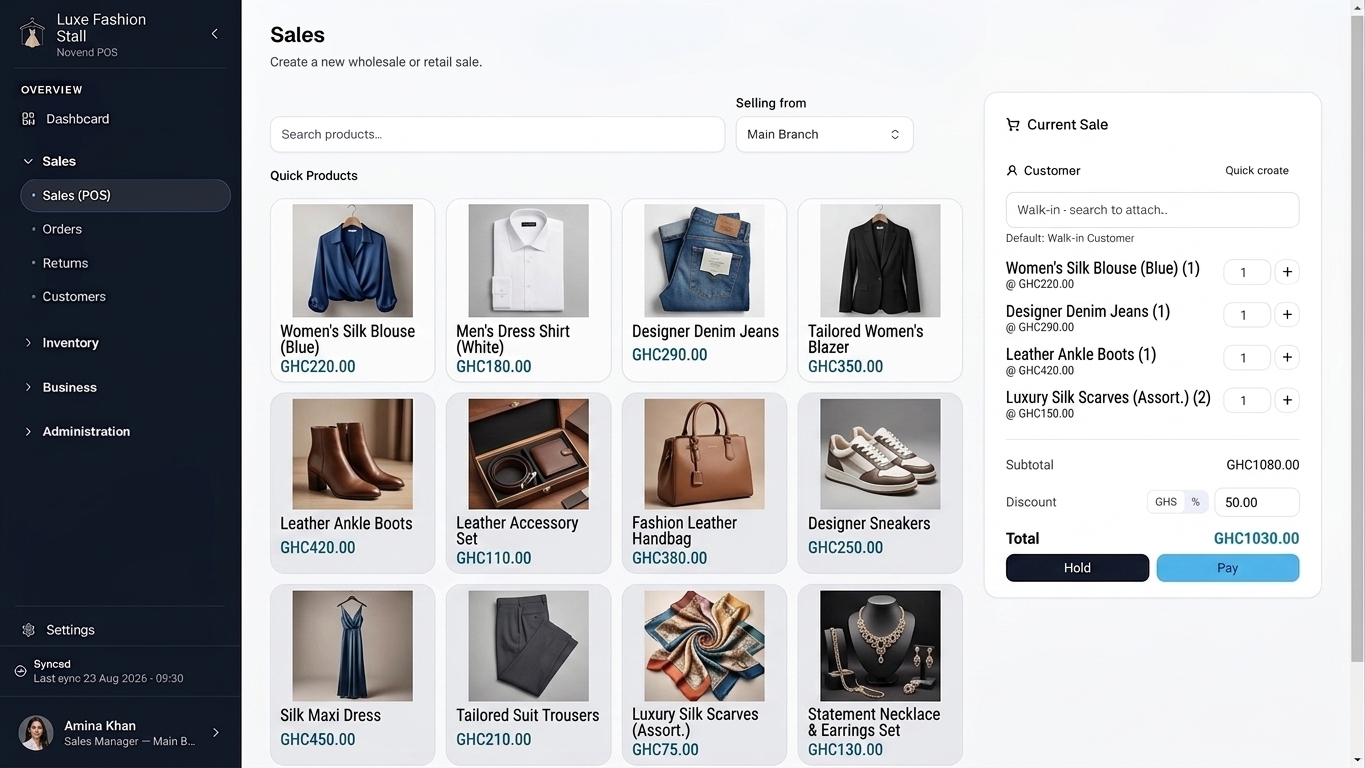 Luxe Fashion
Stall
Novend POS
OVERVIEW
Dashboard
Sales
Sales (POS)
Orders
Returns
Customers
Inventory
Business
Administration
Settings
Syncsd
Last eync 23 Aug 2026 - 09:30
Amina Khan
Sales Manager — Main B...
Sales
Create a new wholesale or retail sale.
Selling from
Search products...
Main Branch
Quick Products
Women's Silk Blouse
(Blue)
GHC220.00
Men's Dress Shirt
(White)
GHC180.00
Designer Denim Jeans
GHC290.00
Tailored Women's
Blazer
GHC350.00
Leather Ankle Boots
GHC420.00
Leather Accessory
Set
GHC110.00
Fashion Leather
Handbag
GHC380.00
Designer Sneakers
GHC250.00
Silk Maxi Dress
GHC450.00
Tailored Suit Trousers
GHC210.00
Luxury Silk Scarves
(Assort.)
GHC75.00
Statement Necklace
& Earrings Set
GHC130.00
Current Sale
Customer
Quick croate
Walk-in - search to attach..
Default: Walk-in Customer
Women's Silk Blouse (Blue) (1)
@ GHC220.00
1 +
Designer Denim Jeans (1)
@ GHC290.00
1 +
Leather Ankle Boots (1)
@ GHC420.00
1 +
Luxury Silk Scarves (Assort.) (2)
@ GHC150.00
1 +
Subtotal GHC1080.00
Discount GHS % 50.00
Total GHC1030.00
Hold
Pay